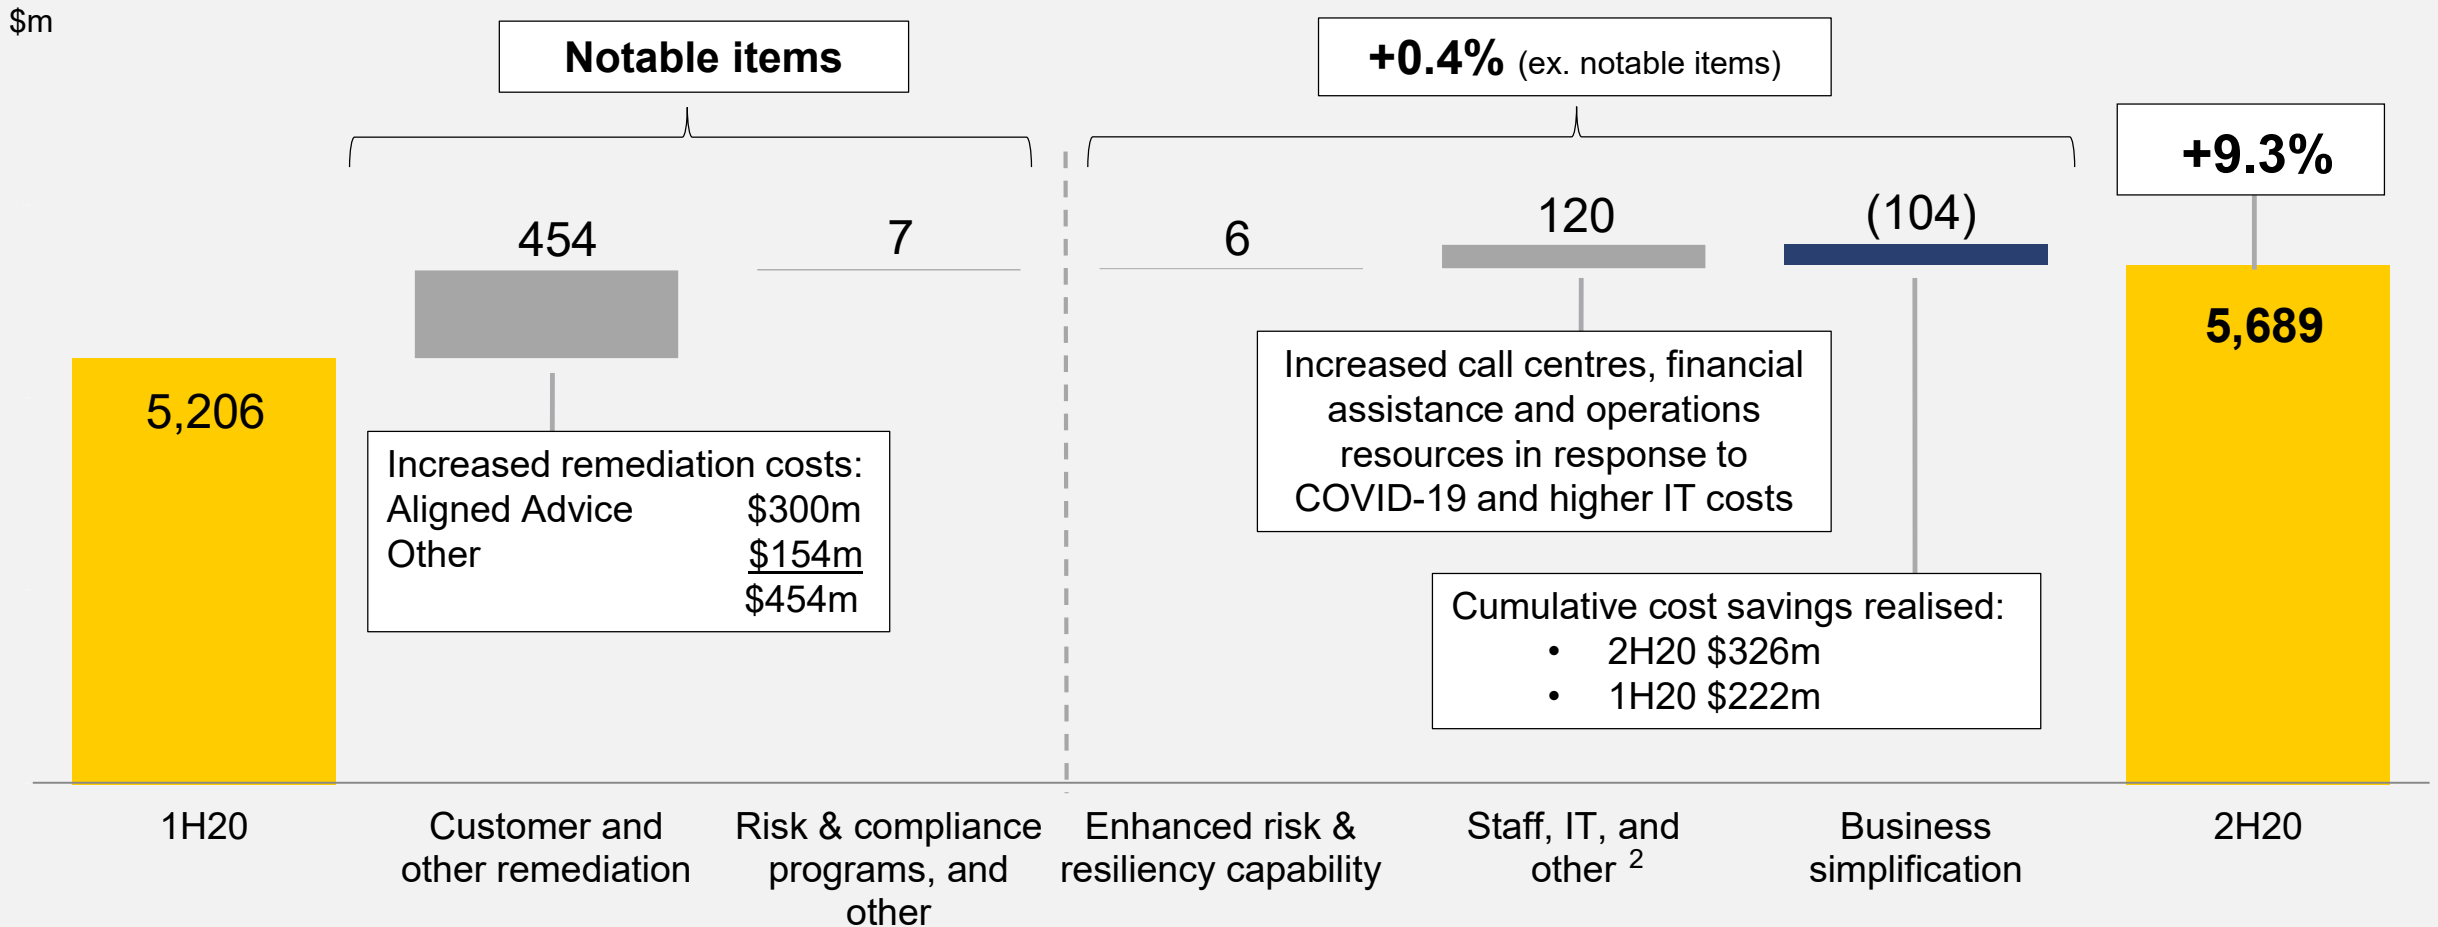 $m
Notable items
+0.4% (ex. notable items)
+9.3%
454
7
6
120
(104)
5,206
5,689
Increased remediation costs:
Aligned Advice $300m
Other $154m
$454m
Increased call centres, financial
assistance and operations
resources in response to
COVID-19 and higher IT costs
Cumulative cost savings realised:
• 2H20 $326m
• 1H20 $222m
1H20
Customer and
other remediation
Risk & compliance
programs, and
other
Enhanced risk &
resiliency capability
Staff, IT, and
other 2
Business
simplification
2H20